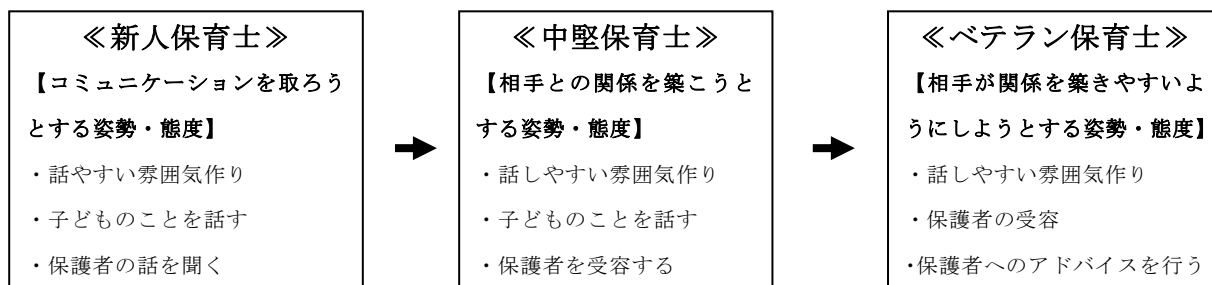 ≪新人保育士≫
【コミュニケーションを取ろう
とする姿勢・態度】
・話やすい雰囲気作り
・子どものことを話す
・保護者の話を聞く
≪中堅保育士≫
【相手との関係を築こうと
する姿勢・態度】
・話しやすい雰囲気作り
・子どものことを話す
・保護者を受容する
≪ベテラン保育士≫
【相手が関係を築きやすいよ
うにしようとする姿勢・態度】
・話しやすい雰囲気作り
・保護者の受容
・保護者へのアドバイスを行う